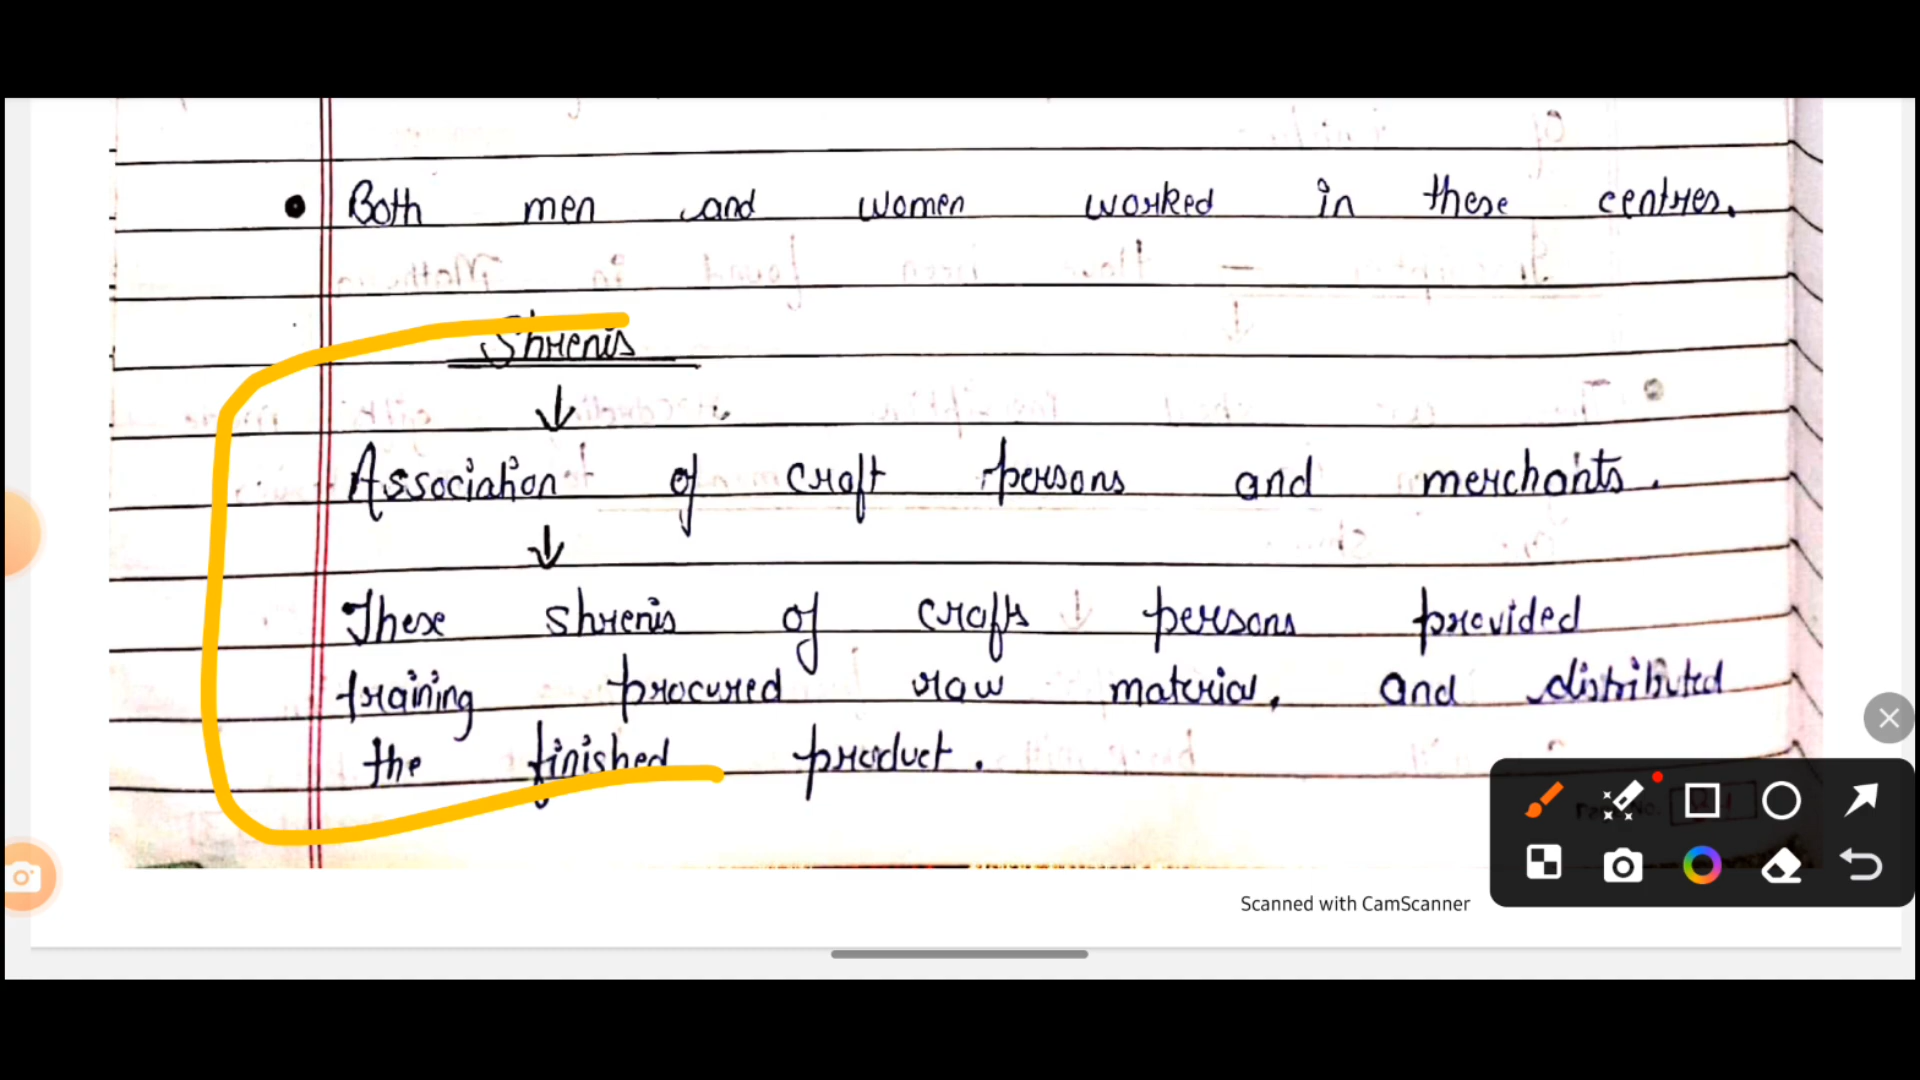 Both men and women worked in these centres.
Shrenis
Association of craft persons and merchants.
These shrenis of crafts persons provided
training procured raw material, and distributed
the finished product.
Scanned with CamScanner